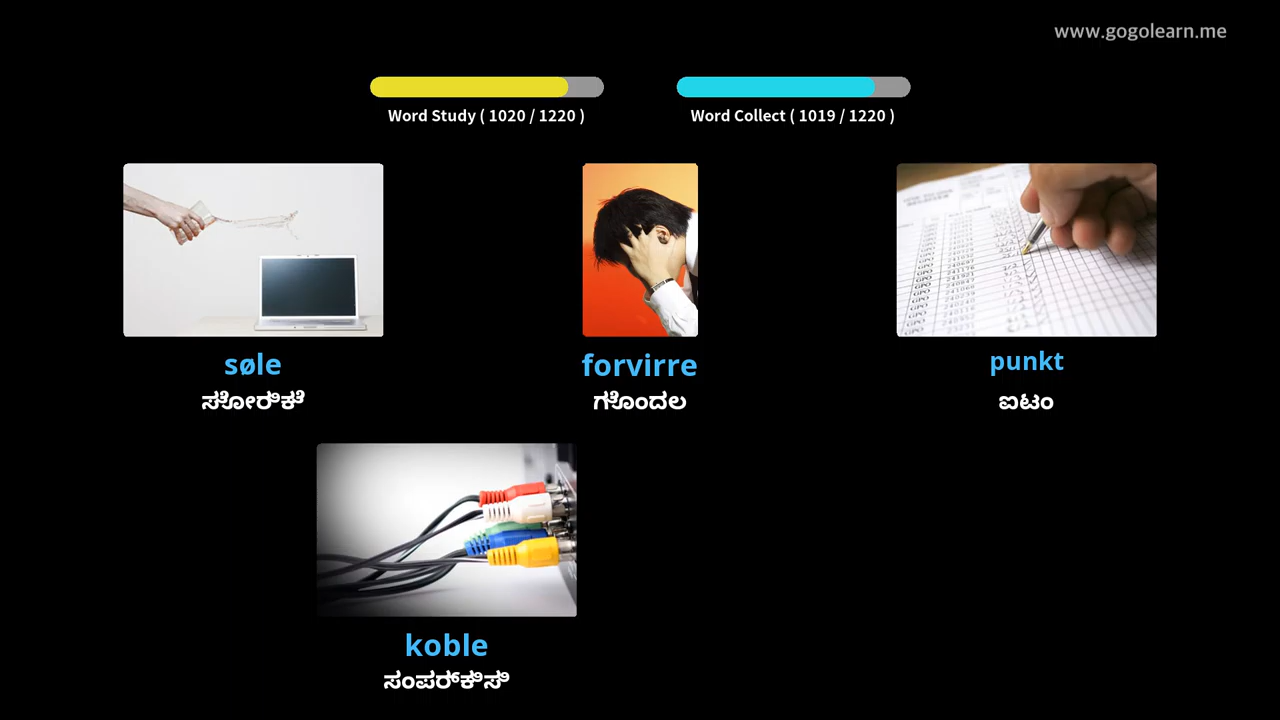 www.gogolearn.me
Word Study ( 1020 / 1220 )
Word Collect ( 1019 / 1220 )
søle
ಸೋರಿಕೆ
forvirre
ಗೊಂದಲ
punkt
ಐಟಂ
koble
ಸಂಪರ್ಕಿಸಿ